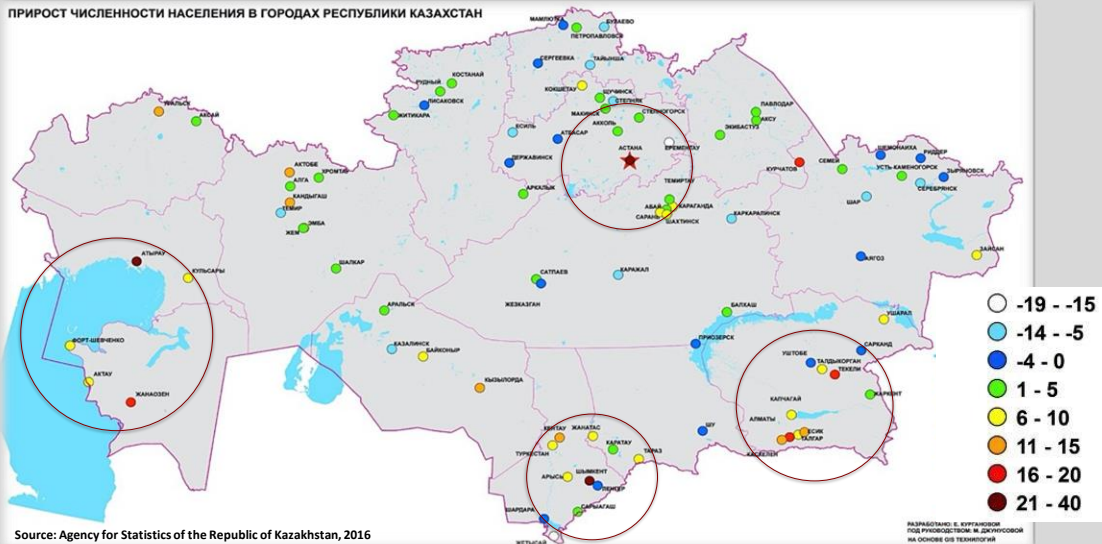 ПРИРОСТ ЧИСЛЕННОСТИ НАСЕЛЕНИЯ В ГОРОДАХ РЕСПУБЛИКИ КАЗАХСТАН
МАМЛЮТКА
БУЛАЕВО
ПЕТРОПАВЛОВСК
СЕРГЕЕВКА
ТАЙЫНША
КОСТАНАЙ
РУДНЫЙ
ЛИСАКОВСК
ЖИТИКАРА
КОКШЕТАУ
ЩУЧИНСК
СТЕПНЯК
МАКИНСК
СТЕПНОГОРСК
АККОЛЬ
ЕСИЛЬ
АТБАСАР
АСТАНА
ЕРЕМЕНТАУ
ДЕРЖАВИНСК
ПАВЛОДАР
АКСУ
ЭКИБАСТУЗ
УРАЛЬСК
АКСАЙ
АКТОБЕ
ХРОМТАУ
АЛГА
КАНДЫГАШ
ТЕМИР
ЭМБА
ЖЕМ
ШАЛКАР
АРКАЛЫК
ТЕМИРТАУ
АБАЙ
КАРАГАНДА
САРАНЬ
ШАХТИНСК
КАРКАРАЛИНСК
КУРЧАТОВ
СЕМЕЙ
ШЕМОНАИХА
РИДДЕР
УСТЬ-КАМЕНОГОРСК
ЗЫРЯНОВСК
СЕРЕБРЯНСК
ШАР
АЯГОЗ
ЗАЙСАН
АТЫРАУ
КУЛЬСАРЫ
ФОРТ-ШЕВЧЕНКО
АКТАУ
ЖАНАОЗЕН
АРАЛЬСК
КАЗАЛИНСК
БАЙКОНЫР
КЫЗЫЛОРДА
САТПАЕВ
ЖЕЗКАЗГАН
КАРАЖАЛ
БАЛХАШ
ПРИОЗЕРСК
УШАРАЛ
САРКАНД
УШТОБЕ
ТАЛДЫКОРГАН
ТЕКЕЛИ
ЖАРКЕНТ
КАПЧАГАЙ
АЛМАТЫ
ЕСИК
ТАЛГАР
КАСКЕЛЕН
ШУ
КЕНТАУ
ЖАНАТАС
ТУРКЕСТАН
КАРАТАУ
ТАРАЗ
АРЫСЬ
ШЫМКЕНТ
ЛЕНГЕР
САРЫАГАШ
ШАРДАРА
ЖЕТЫСАЙ
-19 - -15
-14 - -5
-4 - 0
1 - 5
6 - 10
11 - 15
16 - 20
21 - 40
Source: Agency for Statistics of the Republic of Kazakhstan, 2016
РАЗРАБОТАНО: Е. КУРГАНОВОЙ
ПОД РУКОВОДСТВОМ: М. ДЖУНУСОВОЙ
НА ОСНОВЕ GIS ТЕХНИЛОГИЙ